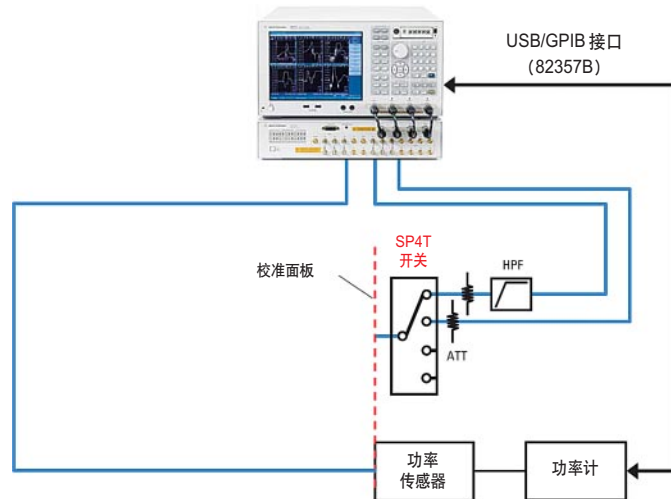 USB/GPIB 接口
(82357B)
SP4T
开关
校准面板
HPF
ATT
功率
传感器
功率计